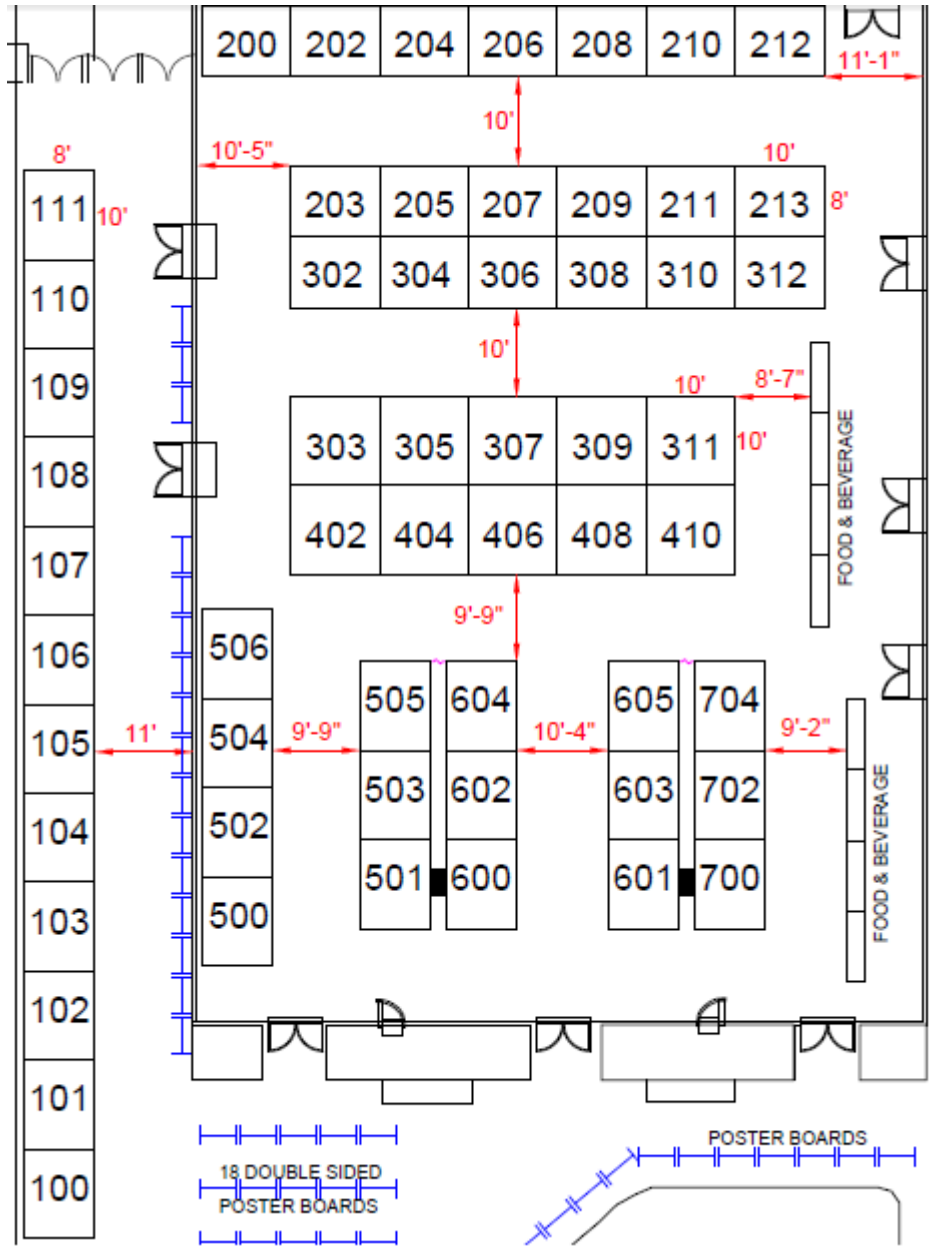 200 202 204 206 208 210 212
11'-1"
10'
8'
10'-5"
10'
111
10'
203 205 207 209 211 213
8'
302 304 306 308 310 312
110
10'
109
10'
8'-7"
303 305 307 309 311
10'
108
FOOD & BEVERAGE
402 404 406 408 410
107
9'-9"
506
106
505 604 605 704
504
105
11'
9'-9"
10'-4"
9'-2"
503 602 603 702
502
104
FOOD & BEVERAGE
501 600 601 700
500
103
102
101
POSTER BOARDS
18 DOUBLE SIDED
100
POSTER BOARDS